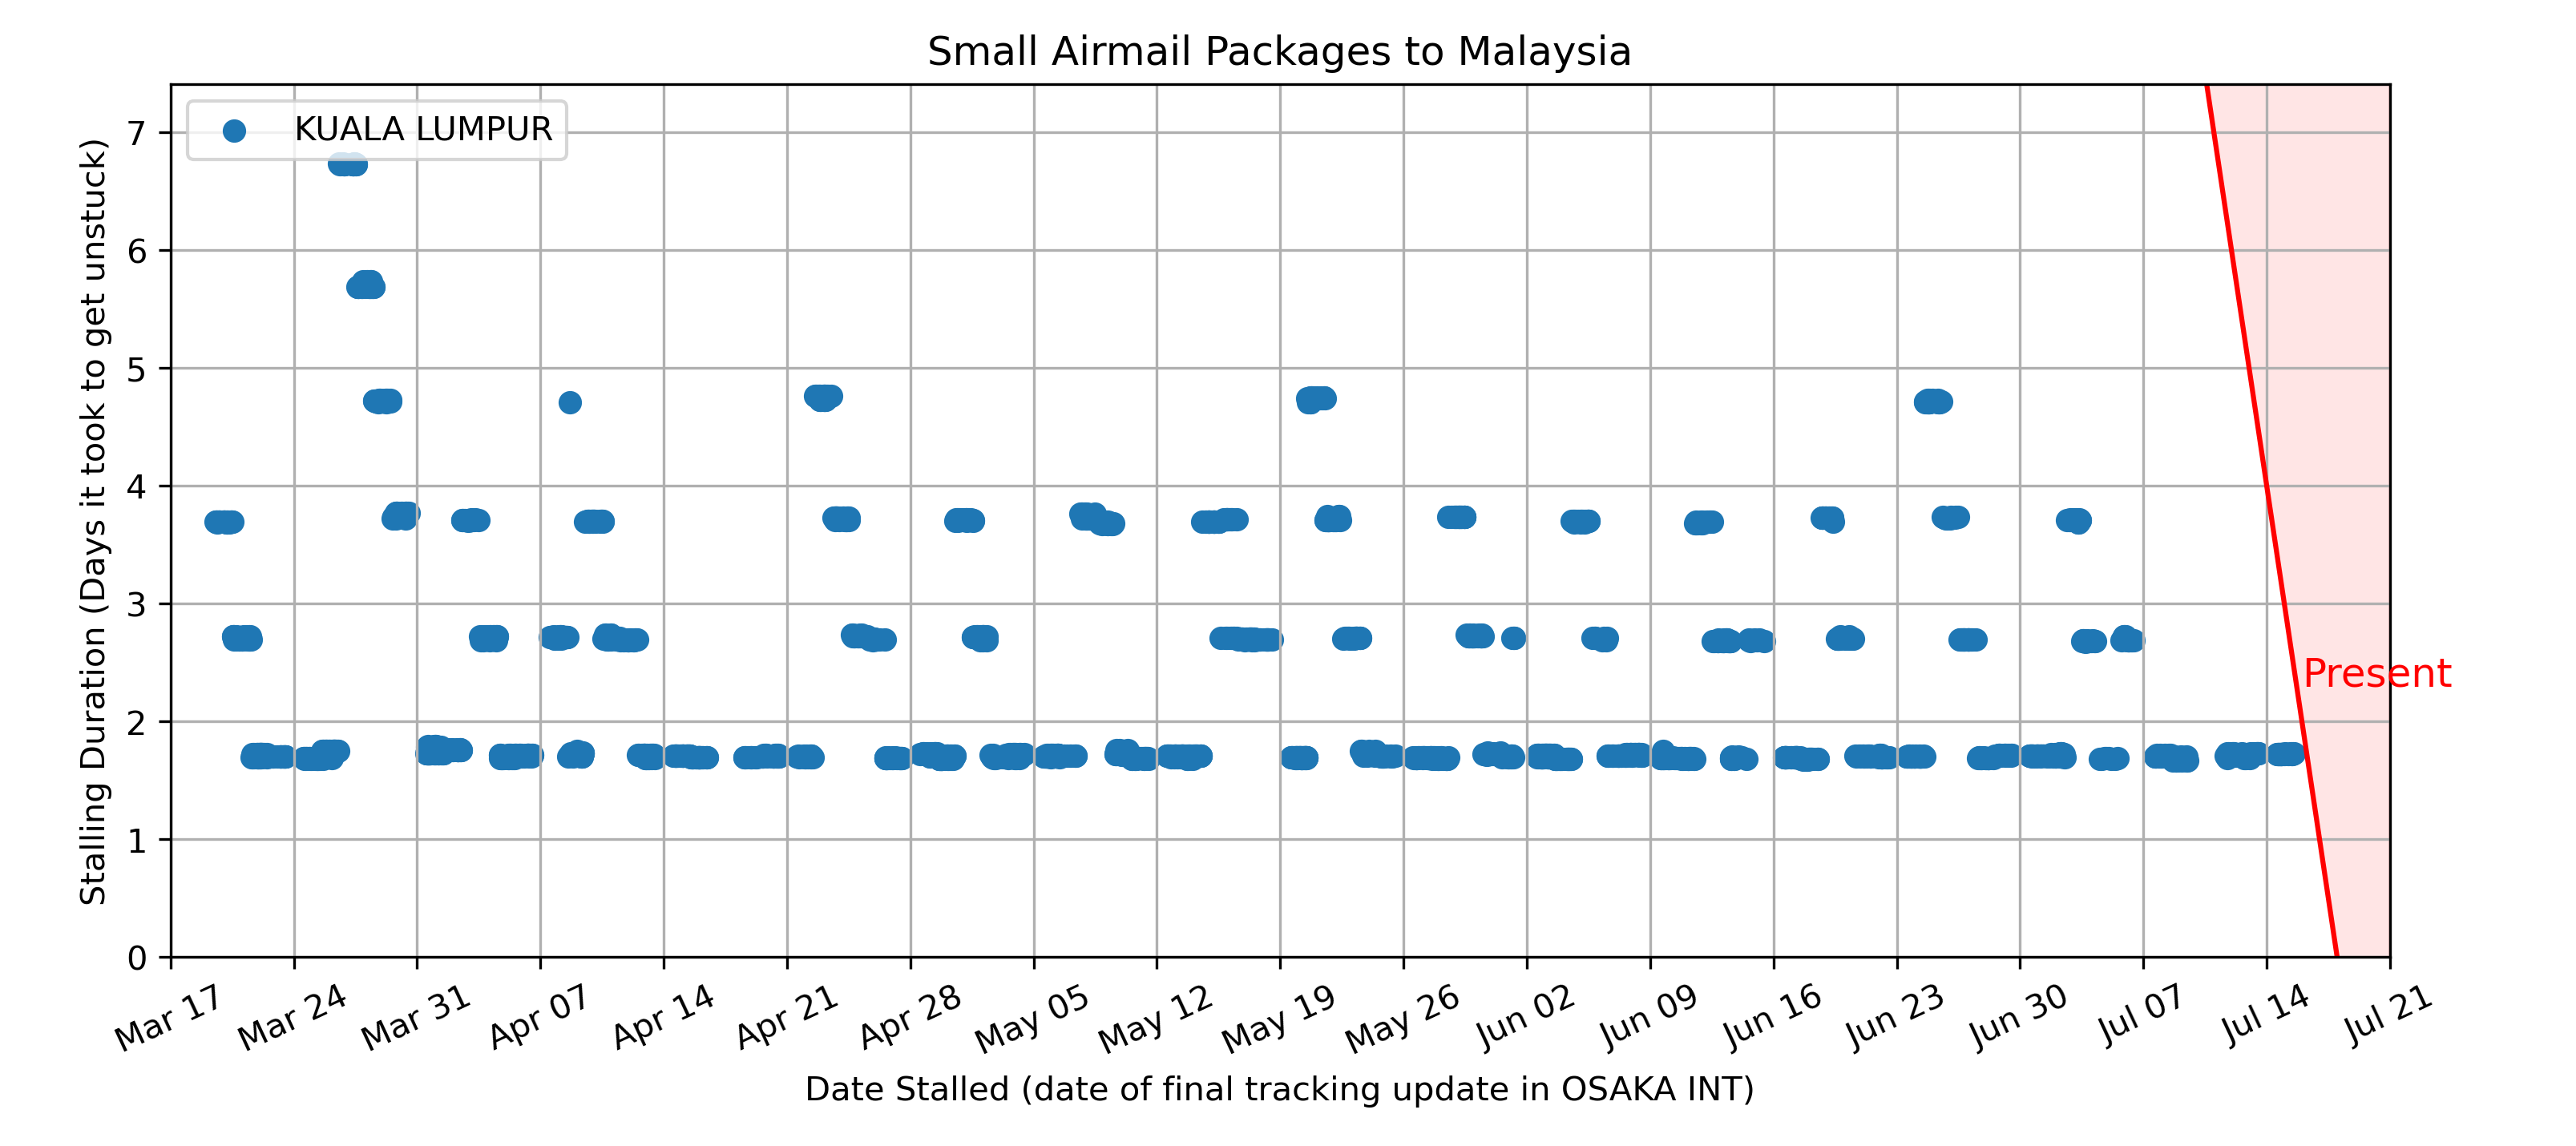 Small Airmail Packages to Malaysia
KUALA LUMPUR
Stalling Duration (Days it took to get unstuck)
7
6
5
4
3
2
1
0
Present
Mar 17
Mar 24
Mar 31
Apr 07
Apr 14
Apr 21
Apr 28
May 05
May 12
May 19
May 26
Jun 02
Jun 09
Jun 16
Jun 23
Jun 30
Jul 07
Jul 14
Jul 21
Date Stalled (date of final tracking update in OSAKA INT)